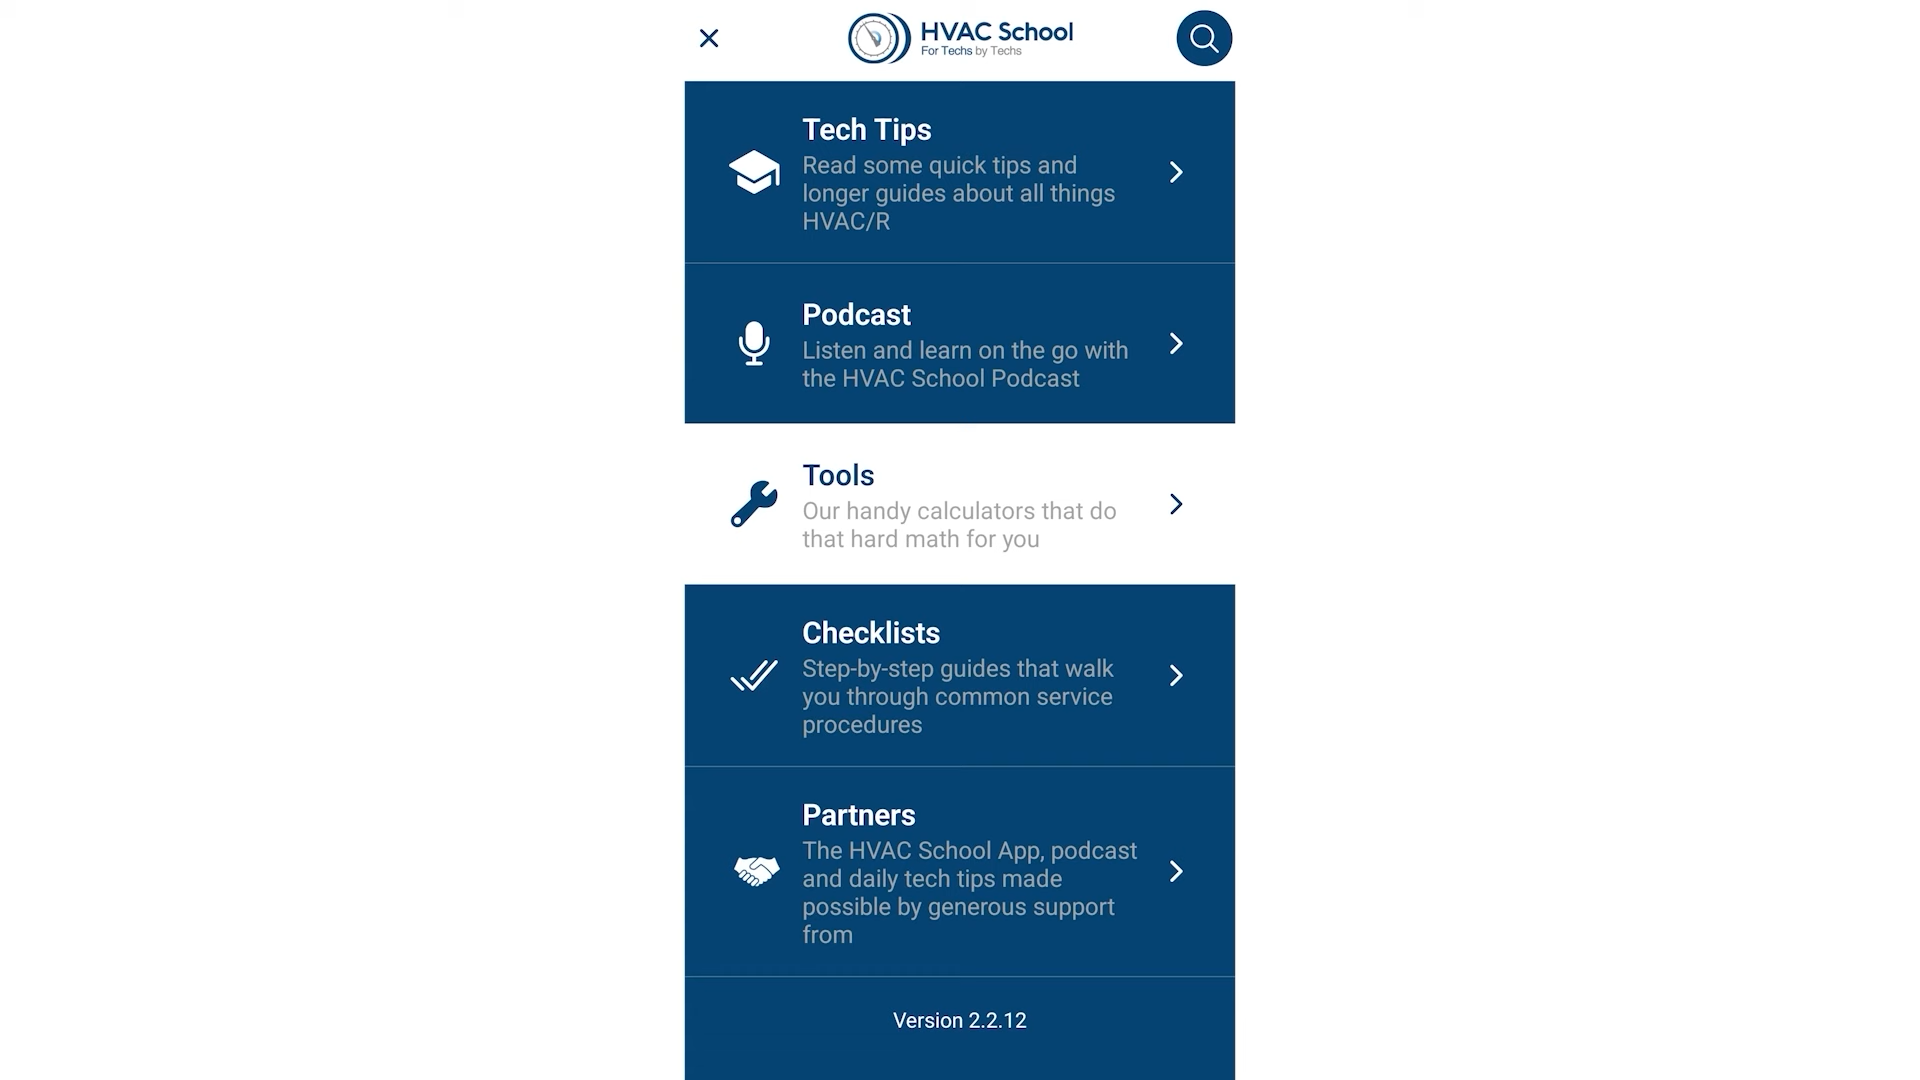 HVAC School
For Techs by Techs
Tech Tips
Read some quick tips and
longer guides about all things
HVAC/R
Podcast
Listen and learn on the go with
the HVAC School Podcast
Tools
Our handy calculators that do
that hard math for you
Checklists
Step-by-step guides that walk
you through common service
procedures
Partners
The HVAC School App, podcast
and daily tech tips made
possible by generous support
from
Version 2.2.12